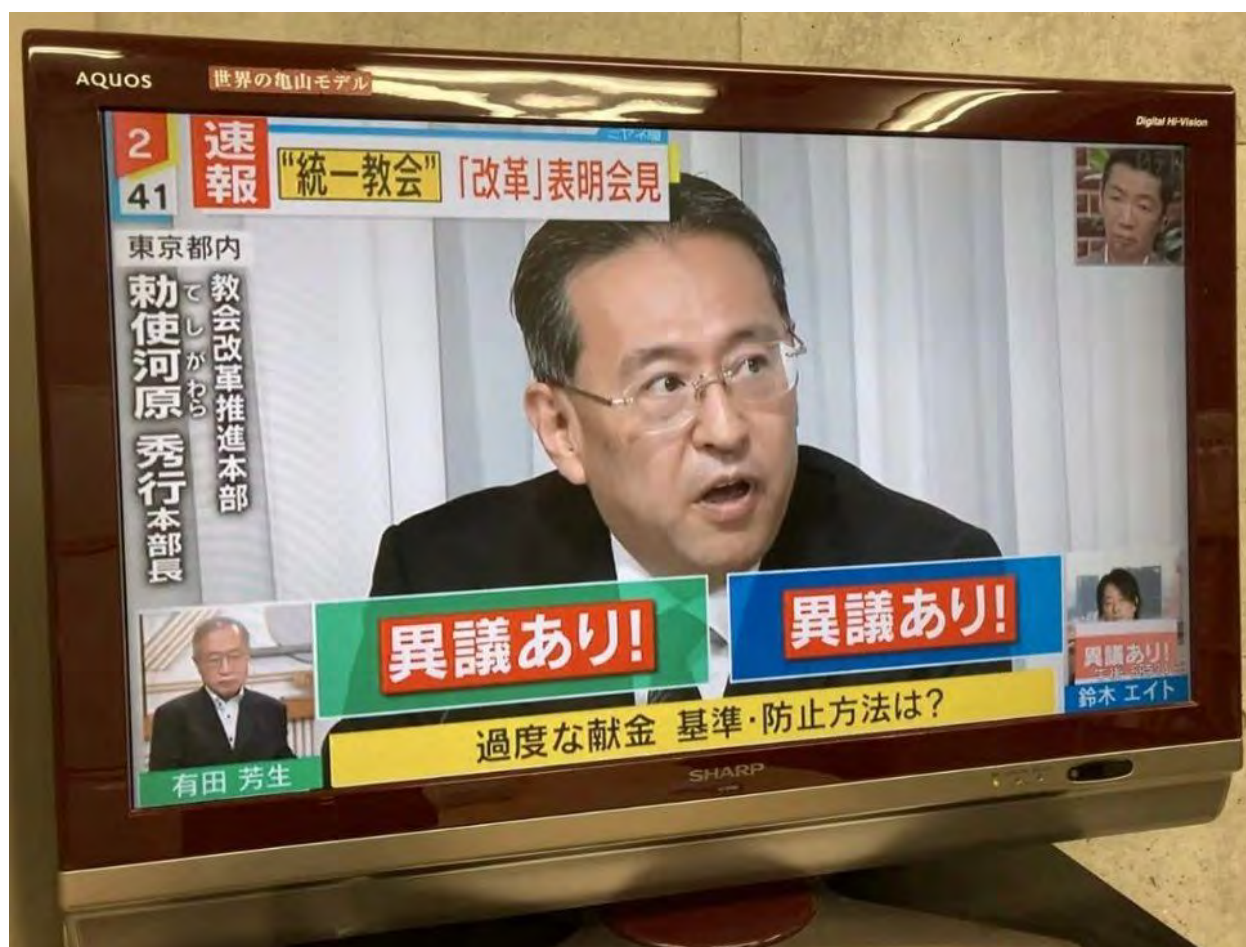 AQUOS
世界の亀山モデル
Digital Hi-Vision
2
41
速報
ミヤネ屋
"統一教会"「改革」表明会見
東京都内
教会改革推進本部
勅使河原 秀行本部長
てしがわら
異議あり!
異議あり!
異議あり!
有田 芳生
鈴木 エイト
過度な献金 基準・防止方法は?
SHARP